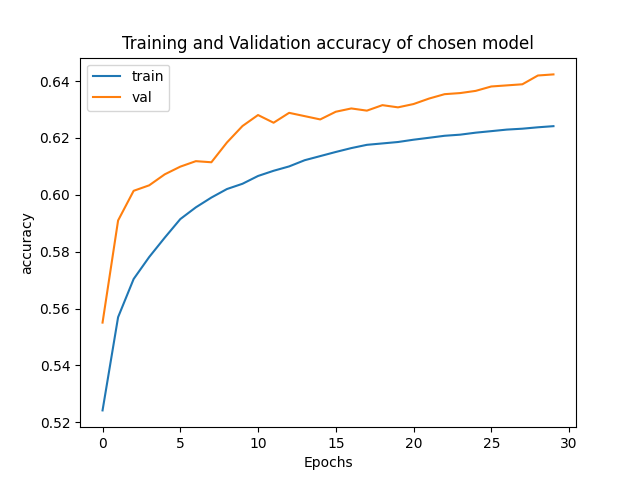 Training and Validation accuracy of chosen model
train
val
0.64
0.62
0.60
0.58
0.56
0.54
0.52
accuracy
0 5 10 15 20 25 30
Epochs